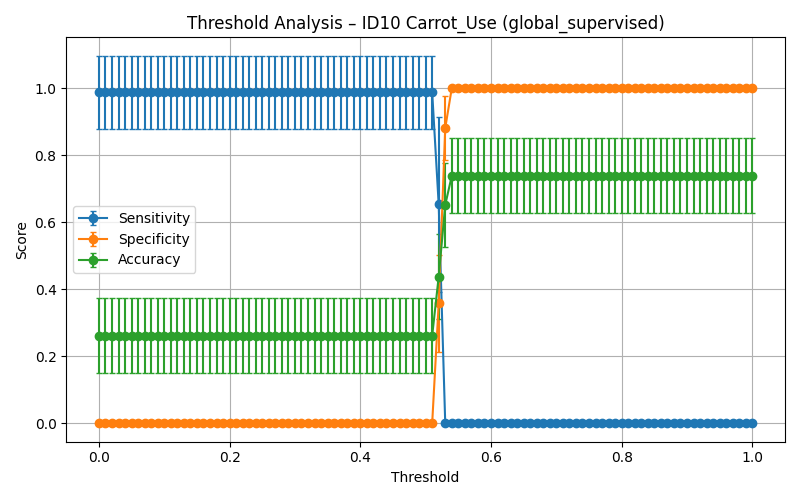 Threshold Analysis – ID10 Carrot_Use (global_supervised)
Score
1.0
0.8
0.6
0.4
0.2
0.0
Sensitivity
Specificity
Accuracy
0.0 0.2 0.4 0.6 0.8 1.0
Threshold